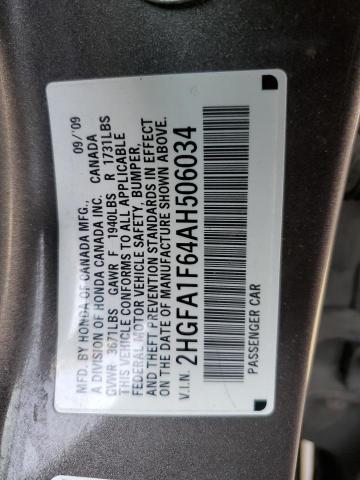 MFD. BY HONDA OF CANADA MFG., 09/'09
A DIVISION OF HONDA CANADA INC. CANADA
GVWR 3671LBS GAWR F 1940LBS R 1731LBS
THIS VEHICLE CONFORMS TO ALL APPLICABLE
FEDERAL MOTOR VEHICLE SAFETY, BUMPER,
AND THEFT PREVENTION STANDARDS IN EFFECT
ON THE DATE OF MANUFACTURE SHOWN ABOVE.
V.I.N. 2HGFA1F64AH506034
PASSENGER CAR